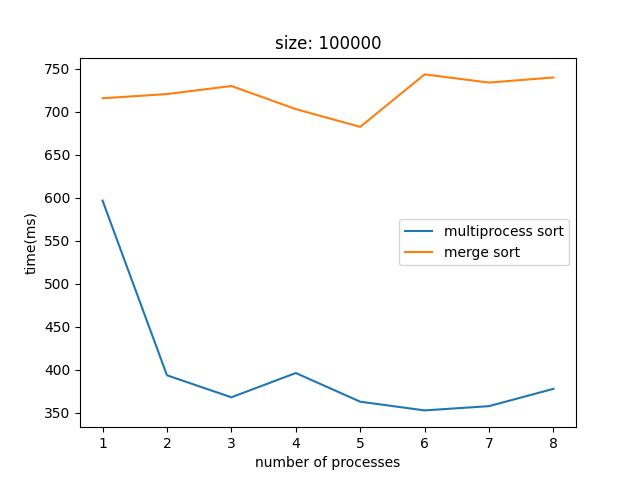 size: 100000
750
700
650
600
550
500
450
400
350
time(ms)
multiprocess sort
merge sort
1 2 3 4 5 6 7 8
number of processes